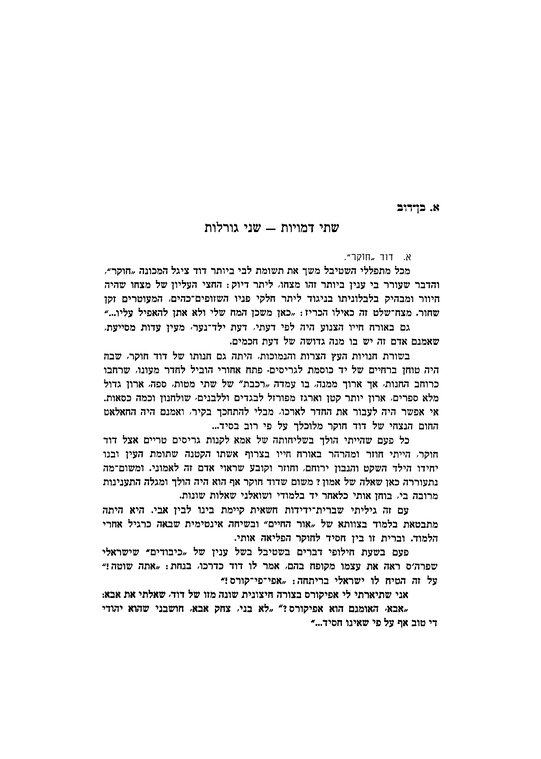 א. בן־דוב
שתי דמויות — שני גורלות
א. דוד „חוקר”.
מכל מתפללי השטיבל משך את תשומת לבי ביותר דוד ציגל המכונה „חוקר”,
והדבר שעורר בי ענין ביותר זהו מצחו, ליתר דיוק: החצי העליון של מצחו שהיה
חיוור ומבהיק בלבלוניתו בניגוד ליתר חלקי פניו השזופים־כהים, המעוטרים זקן
שחור. מצח־שלט זה כאילו הכריז: „כאן משכן המח שלי ולא אתן להאפיל עליו...”
גם באורח חייו הצנוע היה לפי דעתי, דעת ילד־נער, מעין עדות מסייעת,
שאמנם אדם זה יש בו מנה גדושה של דעת חכמים.
בשורת חנויות העץ הצרות והנמוכות, היתה גם חנותו של דוד חוקר, שבה
היה טוחן ברחיים של יד כוסמת לגריסים. פתח אחורי הוביל לחדר מעונו, שרחבו
כרוחב החנות, אך ארוך ממנה, בו עמדה „רכבת” של שתי מטות, ספה, ארון גדול
מלא ספרים, ארון יותר קטן וארגז מפורזל לבגדים וללבנים, שולחנון וכמה כסאות.
אי אפשר היה לעבור את החדר לארכו, מבלי להתחכך בקיר, ואמנם היה החאלאט
החום הנצחי של דוד חוקר מלוכלך על פי רוב בסיד...
כל פעם שהייתי הולך בשליחותה של אמא לקנות גריסים טריים אצל דוד
חוקר, הייתי חוזר ומהרהר באורח חייו בצרוף אשתו הקטנה שתומת העין ובנו
יחידו הילד השקט והנבון ירוחם, וחוזר וקובע שראוי אדם זה לאמוני. ומשום־מה
נתעוררה כאן שאלה של אמון? משום שדוד חוקר אף הוא היה הולך ומגלה התענינות
מרובה בי, בוחן אותי כלאחר יד בלמודי ושואלני שאלות שונות.
עם זה גיליתי שברית־ידידות חשאית קיימת בינו לבין אבי. היא היתה
מתבטאת בלמוד בצוותא של „אור החיים” ובשיחה אינטימית שבאה כרגיל אחרי
הלמוד. וברית זו בין חסיד לחוקר הפליאה אותי.
פעם בשעת חילופי דברים בשטיבל בשל ענין של „כיבודים” שישראלי
שפרה'ס ראה את עצמו מקופח בהם, אמר לו דוד כדרכו, בנחת: „אתה שוטה!”
על זה הטיח לו ישראלי בריתחה: „אפי־פי־קורס!”
אני שתיארתי לי אפיקורס בצורה חיצונית שונה מזו של דוד, שאלתי את אבא:
„אבא, האומנם הוא אפיקורס?” „לא בני, צחק אבא, חושבני שהוא יהודי
די טוב אף על פי שאינו חסיד...”